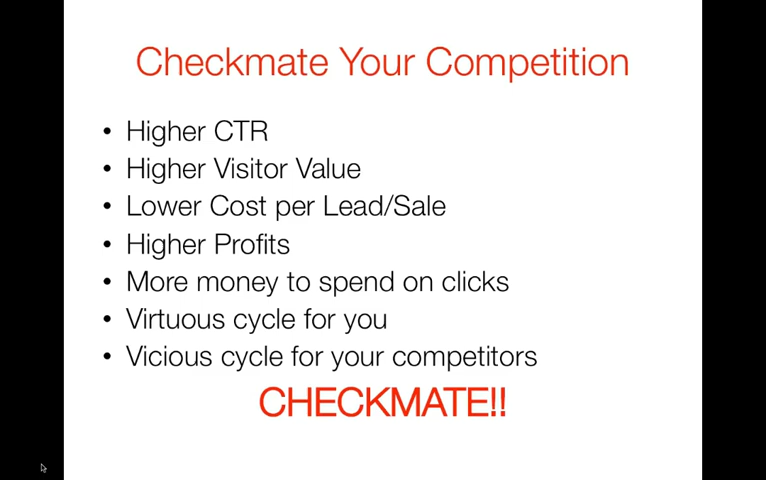 Checkmate Your Competition
• Higher CTR
• Higher Visitor Value
• Lower Cost per Lead/Sale
• Higher Profits
• More money to spend on clicks
• Virtuous cycle for you
• Vicious cycle for your competitors
CHECKMATE!!